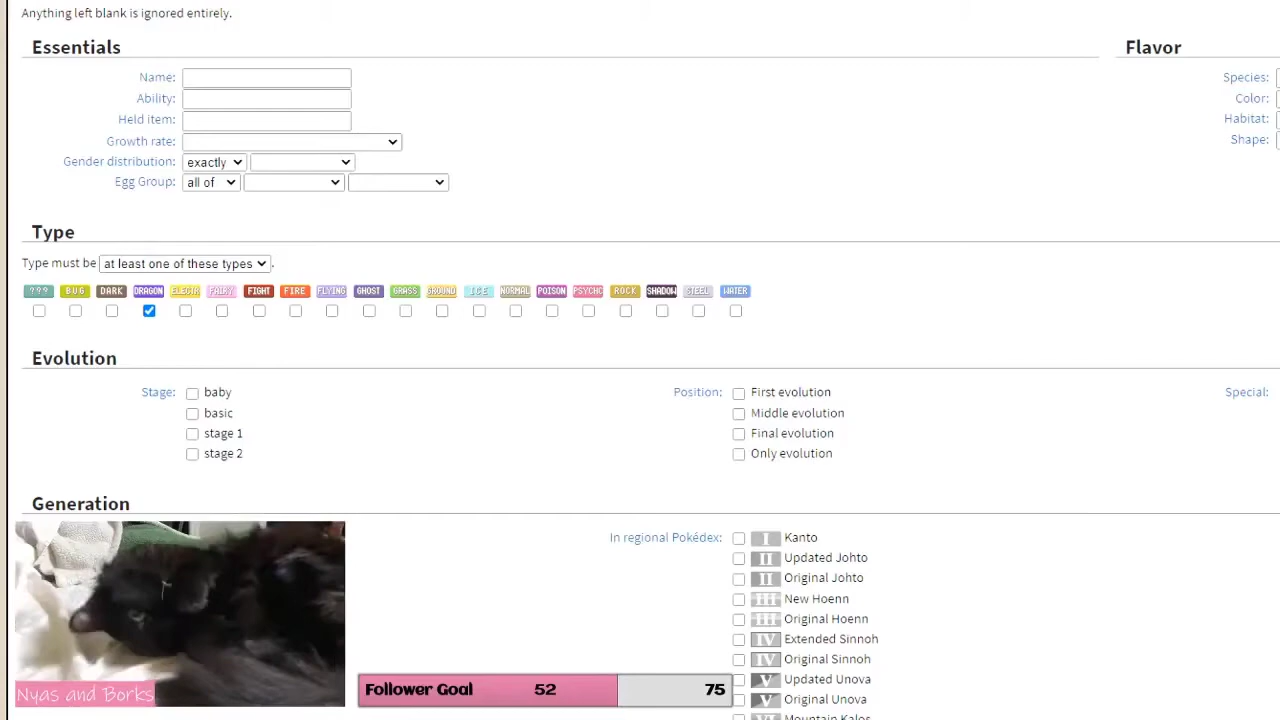 Anything left blank is ignored entirely.
Essentials
Name:
Ability:
Held item:
Growth rate:
Gender distribution: exactly
Egg Group: all of
Flavor
Species:
Color:
Habitat:
Shape:
Type
Type must be at least one of these types .
??? BUG DARK DRAGON ELECTR FAIRY FIGHT FIRE FLYING GHOST GRASS GROUND ICE NORMAL POISON PSYCHC ROCK SHADOW STEEL WATER
Evolution
Stage: baby
basic
stage 1
stage 2
Position: First evolution
Middle evolution
Final evolution
Only evolution
Special:
Generation
In regional Pokédex: I Kanto
II Updated Johto
II Original Johto
III New Hoenn
III Original Hoenn
IV Extended Sinnoh
IV Original Sinnoh
V Updated Unova
V Original Unova
VI Mountain Kalos
Nyas and Borks
Follower Goal 52 75